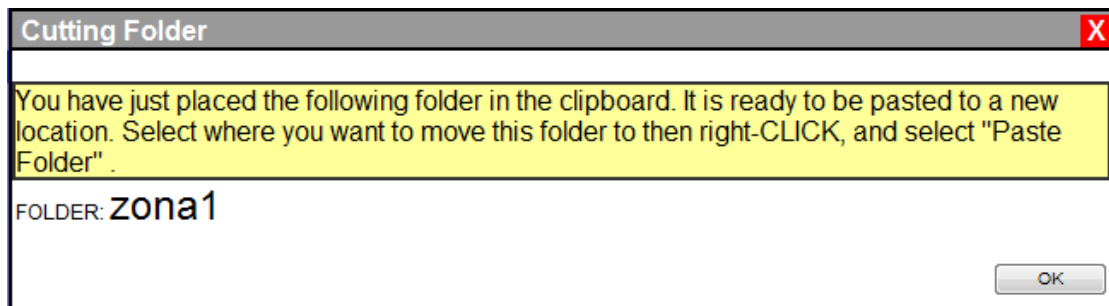 Cutting Folder
X
You have just placed the following folder in the clipboard. It is ready to be pasted to a new
location. Select where you want to move this folder to then right-CLICK, and select "Paste
Folder" .
FOLDER: zona1
OK